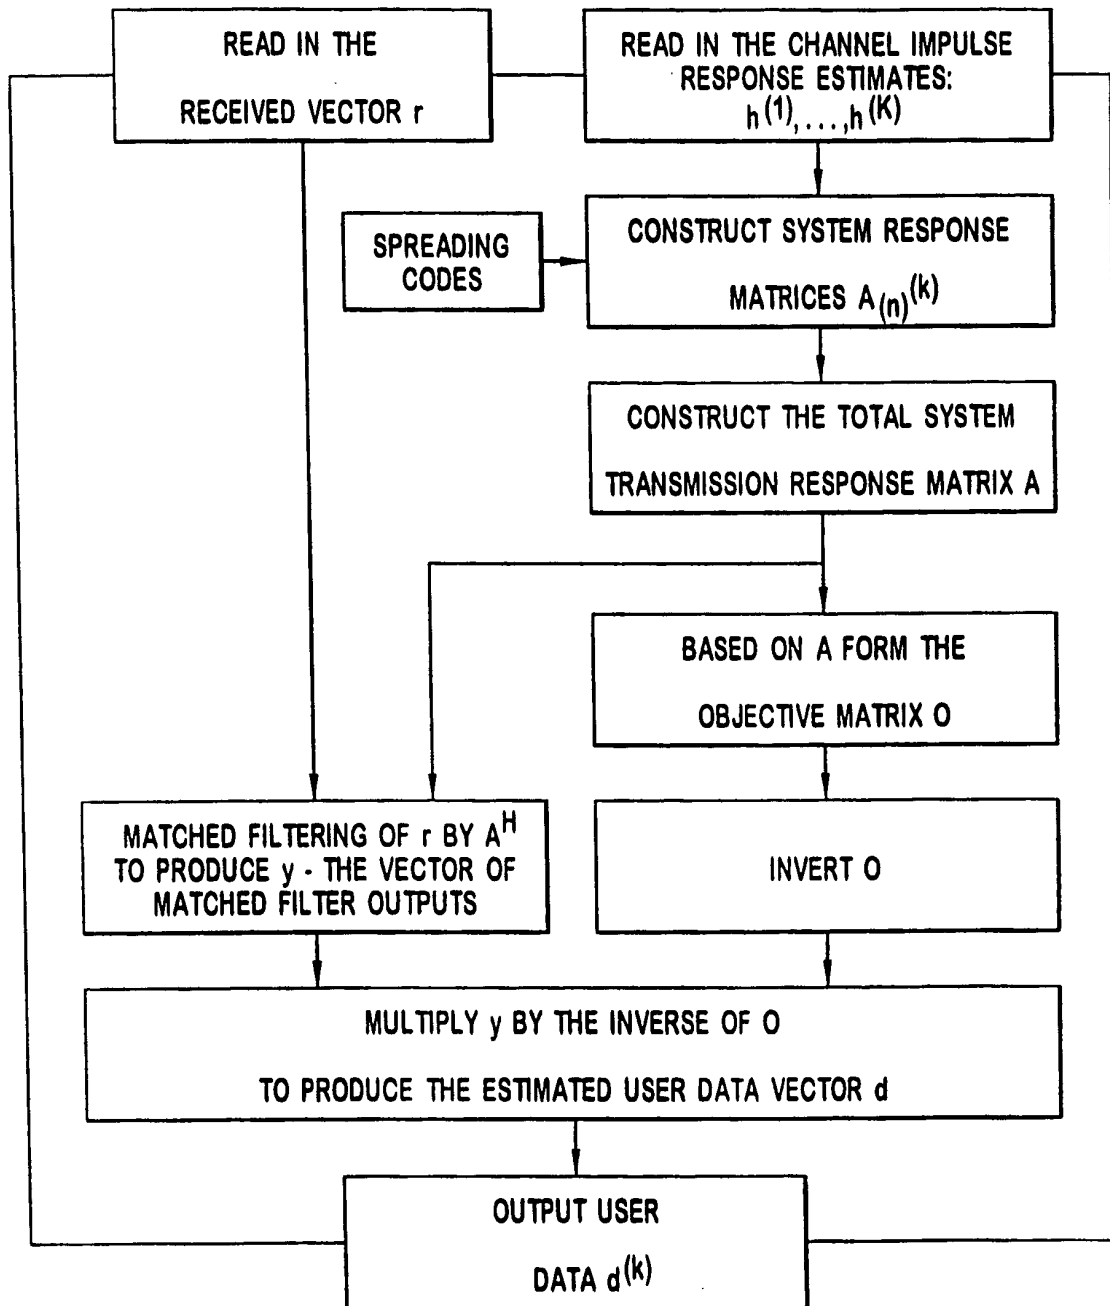 READ IN THE
RECEIVED VECTOR r
READ IN THE CHANNEL IMPULSE
RESPONSE ESTIMATES:
h(1),...,h(K)
SPREADING
CODES
CONSTRUCT SYSTEM RESPONSE
MATRICES A(n)(k)
CONSTRUCT THE TOTAL SYSTEM
TRANSMISSION RESPONSE MATRIX A
BASED ON A FORM THE
OBJECTIVE MATRIX O
MATCHED FILTERING OF r BY AH
TO PRODUCE y - THE VECTOR OF
MATCHED FILTER OUTPUTS
INVERT O
MULTIPLY y BY THE INVERSE OF O
TO PRODUCE THE ESTIMATED USER DATA VECTOR d
OUTPUT USER
DATA d(k)